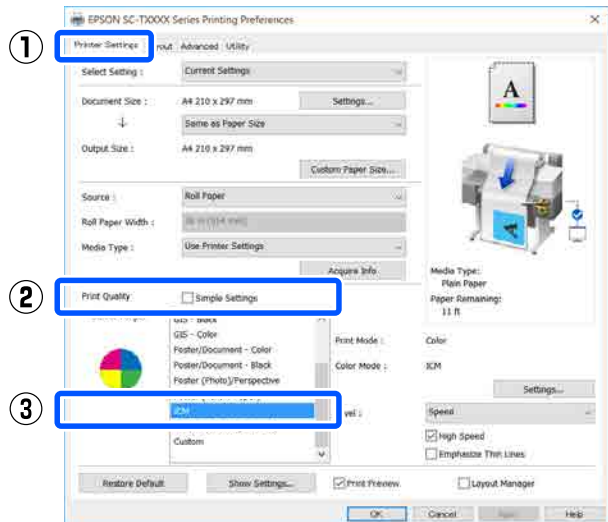 EPSON SC-TXXXX Series Printing Preferences
①
Printer Settings out Advanced Utility
Select Setting : Current Settings
Document Size : A4 210 x 297 mm Settings...
Same as Paper Size
Output Size : A4 210 x 297 mm
Custom Paper Size...
Source : Roll Paper
Roll Paper Width :
Media Type : Use Printer Settings
Acquire Info
Media Type:
Plain Paper
Paper Remaining:
11 ft
②
Print Quality Simple Settings
GIS - Black
GIS - Color
Poster/Document - Color
Poster/Document - Black
Poster (Photo)/Perspective
Print Mode : Color
Color Mode : ICM
Settings...
③
ICM
vel : Speed
Custom
High Speed
Emphasize Thin Lines
Restore Default Show Settings... Print Preview Layout Manager
OK Cancel Help
A
A